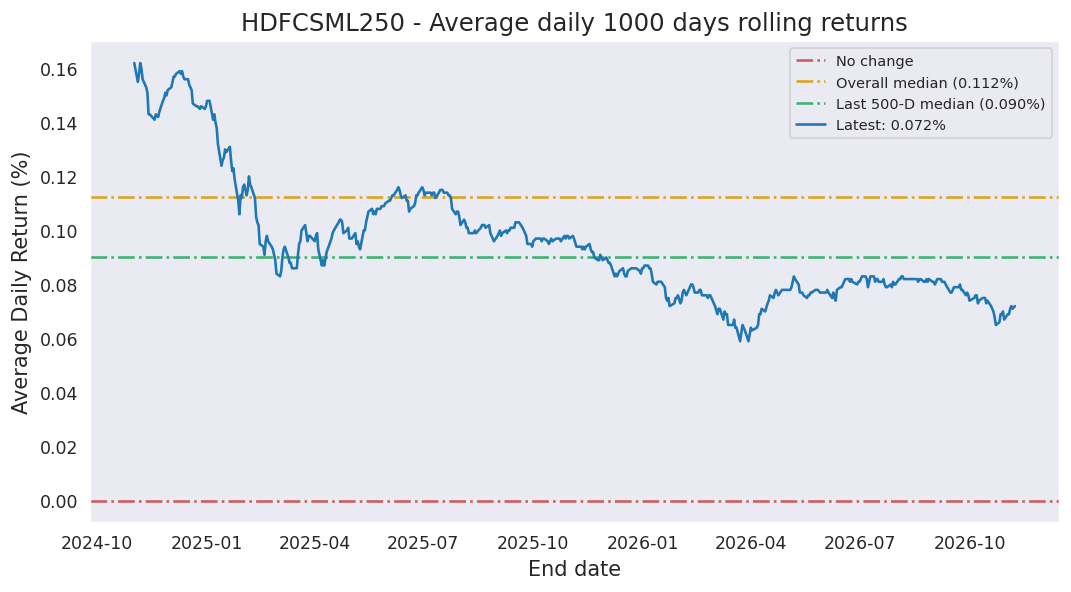 HDFCSML250 - Average daily 1000 days rolling returns
No change
Overall median (0.112%)
Last 500-D median (0.090%)
Latest: 0.072%
Average Daily Return (%)
0.16
0.14
0.12
0.10
0.08
0.06
0.04
0.02
0.00
2024-10 2025-01 2025-04 2025-07 2025-10 2026-01 2026-04 2026-07 2026-10
End date